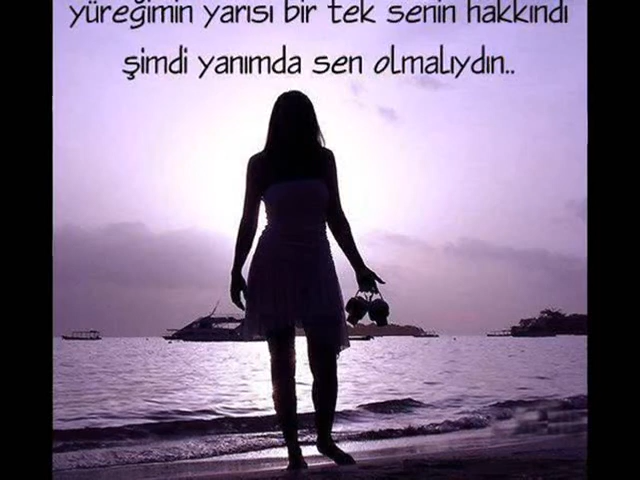 yüreğimin yarısı bir tek senin hakkındı
şimdi yanımda sen olmalıydın..